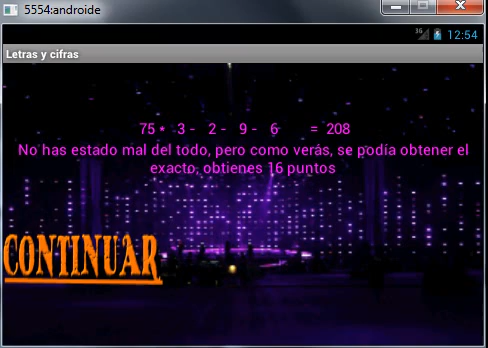 5554:androide
36 12:54
Letras y cifras
75 * 3 - 2 - 9 - 6 = 208
No has estado mal del todo, pero como verás, se podía obtener el
exacto, obtienes 16 puntos
CONTINUAR